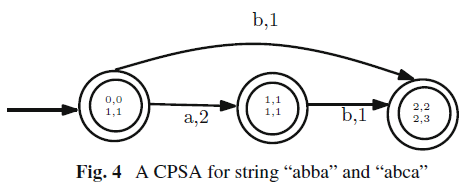 b,1
0,0
1,1
a,2
1,1
1,1
b,1
2,2
2,3
Fig. 4 A CPSA for string “abba” and “abca”